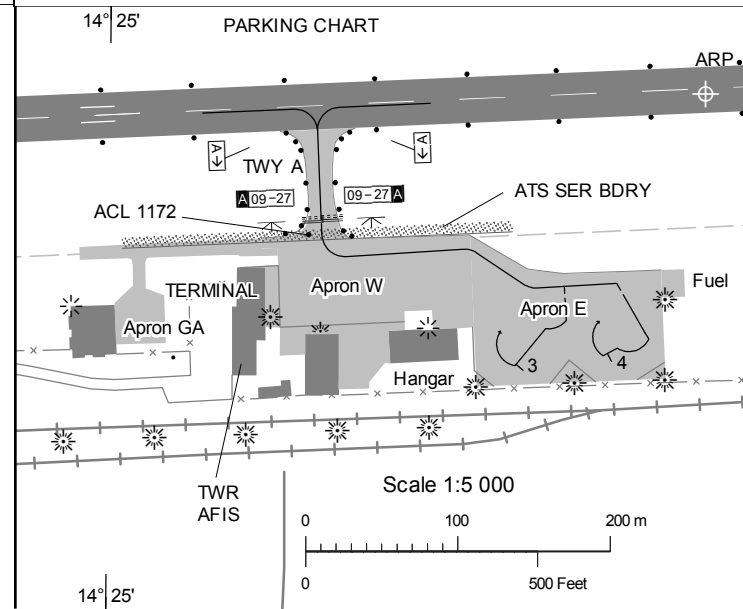 14° 25'
PARKING CHART
ARP
A
A
TWY A
A 09-27
09-27 A
ATS SER BDRY
ACL 1172
TERMINAL
Apron W
Fuel
Apron GA
Apron E
3
4
Hangar
TWR
AFIS
Scale 1:5 000
0 100 200 m
0 500 Feet
14° 25'